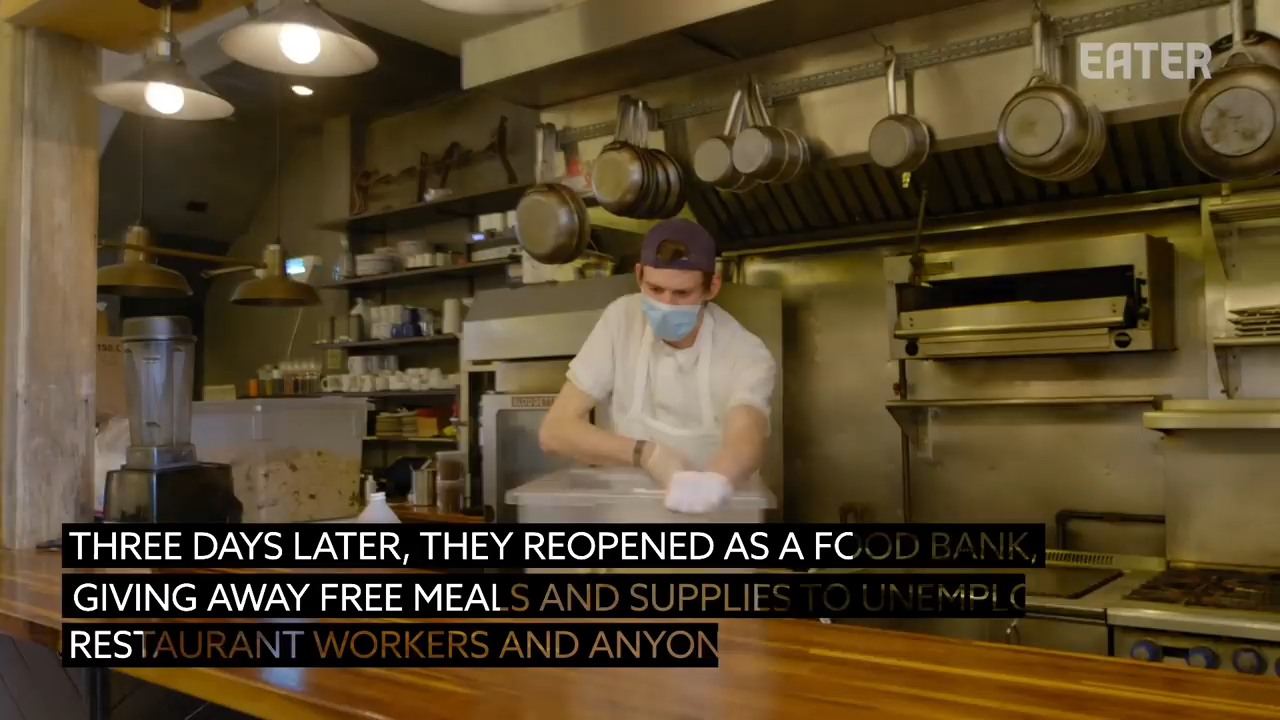 EATER
THREE DAYS LATER, THEY REOPENED AS A FOOD BANK,
GIVING AWAY FREE MEALS AND SUPPLIES TO UNEMPLO
RESTAURANT WORKERS AND ANYON